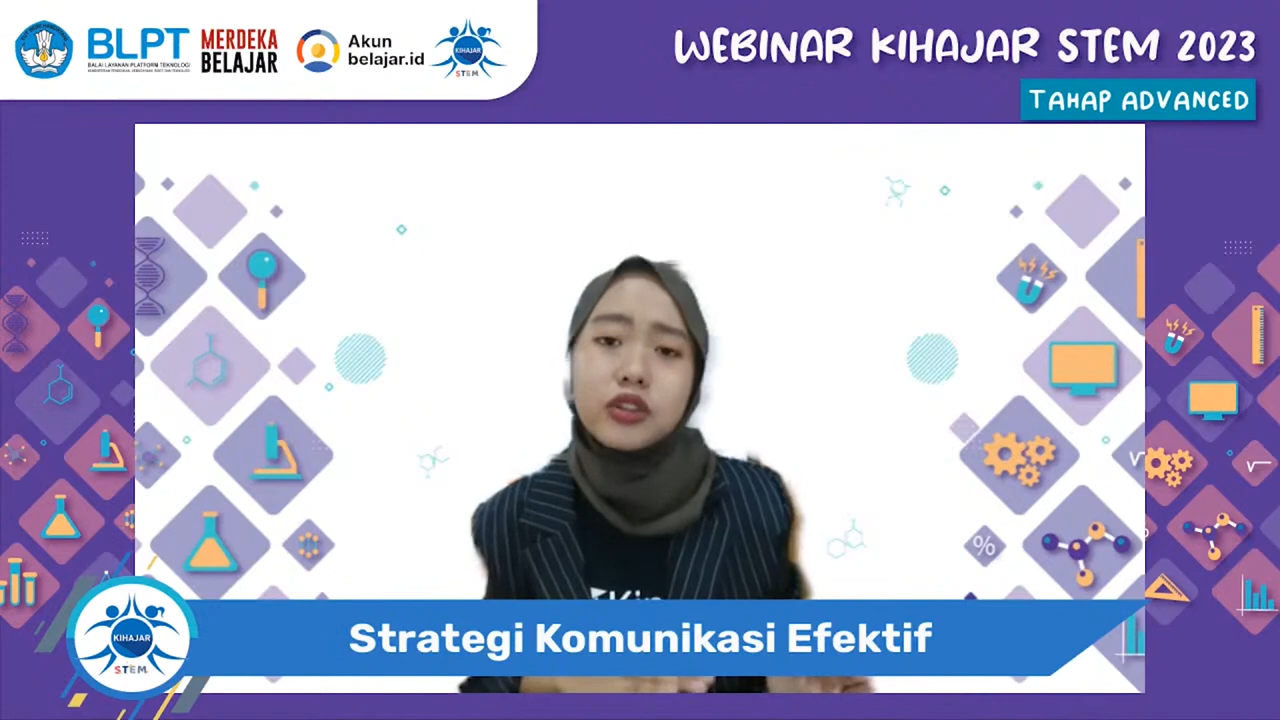 BLPT
BALAI LAYANAN PLATFORM TEKNOLOGI
MERDEKA
BELAJAR
Akun
belajar.id
KIHAJAR
STEM
WEBINAR KIHAJAR STEM 2023
TAHAP ADVANCED
%
Strategi Komunikasi Efektif
KIHAJAR
STEM